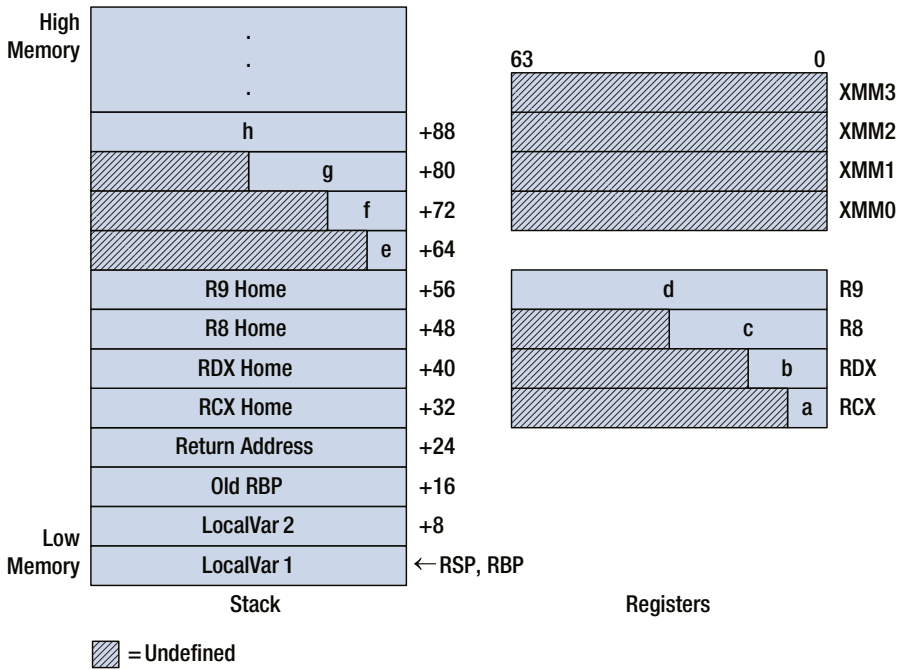 High
Memory
.
.
.
h +88
g +80
f +72
e +64
R9 Home +56
R8 Home +48
RDX Home +40
RCX Home +32
Return Address +24
Old RBP +16
LocalVar 2 +8
Low
Memory
LocalVar 1 ←RSP, RBP
Stack
63 0
XMM3
XMM2
XMM1
XMM0
d R9
c R8
b RDX
a RCX
Registers
= Undefined